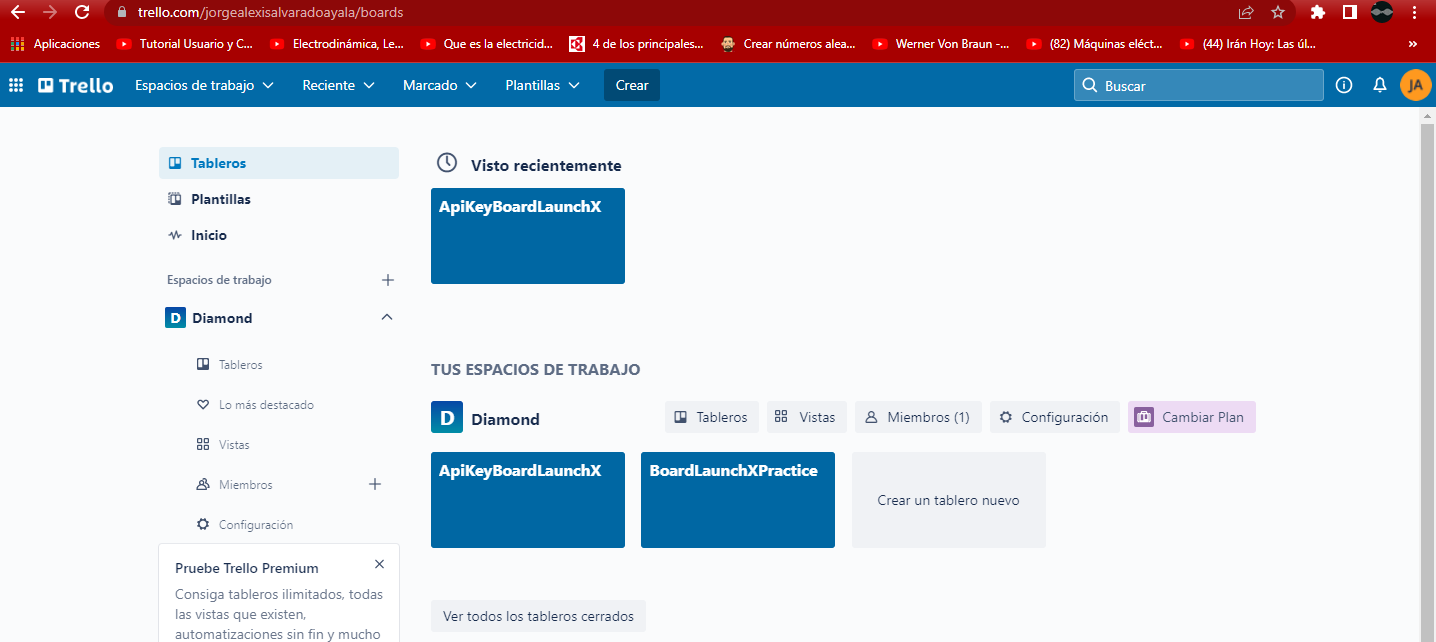 trello.com/jorgealexisalvaradoayala/boards
Aplicaciones Tutorial Usuario y C... Electrodinámica, Le... Que es la electricid... 4 de los principales... Crear números alea... Werner Von Braun -... (82) Máquinas eléct... (44) Irán Hoy: Las úl... »
Trello Espacios de trabajo Reciente Marcado Plantillas Crear Buscar JA
Tableros
Plantillas
Inicio
Espacios de trabajo
D Diamond
Tableros
Lo más destacado
Vistas
Miembros
Configuración
Pruebe Trello Premium
Consiga tableros ilimitados, todas
las vistas que existen,
automatizaciones sin fin y mucho
Visto recientemente
ApiKeyBoardLaunchX
TUS ESPACIOS DE TRABAJO
D Diamond Tableros Vistas Miembros (1) Configuración Cambiar Plan
ApiKeyBoardLaunchX BoardLaunchXPractice
Crear un tablero nuevo
Ver todos los tableros cerrados